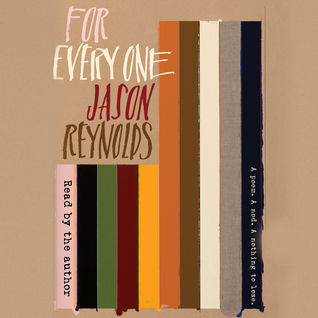 FOR
EVERY ONE
JASON
REYNOLDS
Read by the author
A poem. A nod. A nothing to lose.